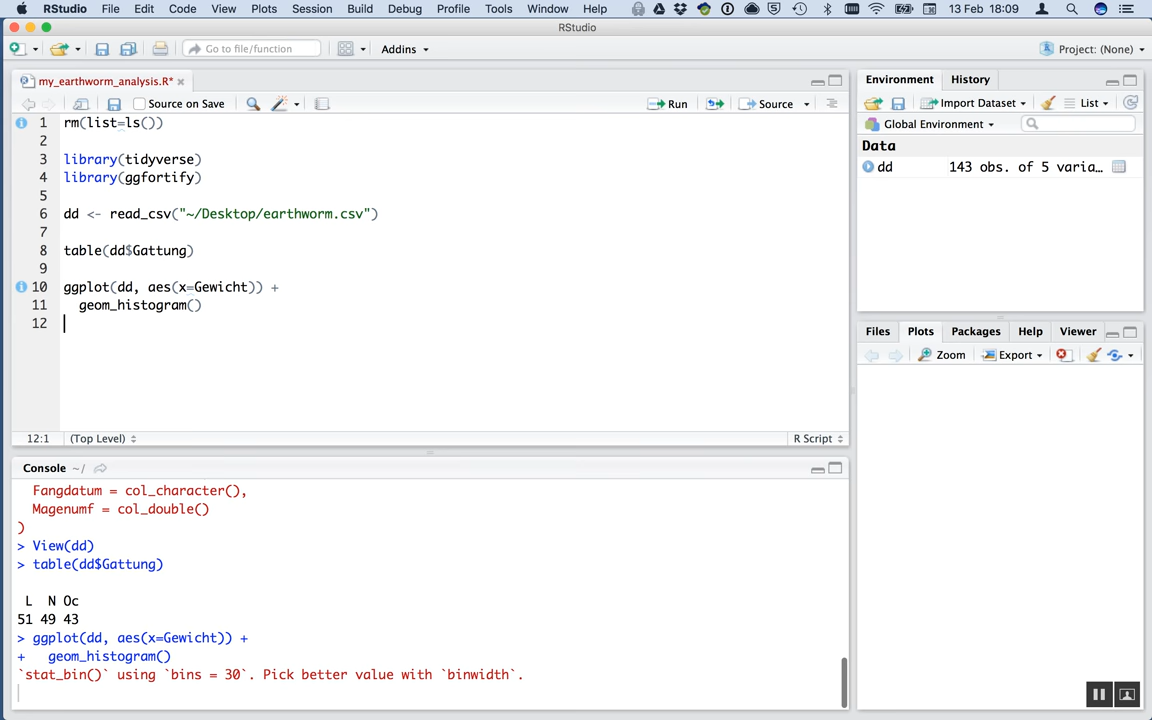 RStudio File Edit Code View Plots Session Build Debug Profile Tools Window Help 13 Feb 18:09
RStudio
Go to file/function Addins Project: (None)
my_earthworm_analysis.R*
Source on Save Run Source
1 rm(list=ls())
2
3 library(tidyverse)
4 library(ggfortify)
5
6 dd <- read_csv("~/Desktop/earthworm.csv")
7
8 table(dd$Gattung)
9
10 ggplot(dd, aes(x=Gewicht)) +
11 geom_histogram()
12
12:1 (Top Level) R Script
Console ~/
Fangdatum = col_character(),
Magenumf = col_double()
)
> View(dd)
> table(dd$Gattung)
L N Oc
51 49 43
> ggplot(dd, aes(x=Gewicht)) +
+ geom_histogram()
`stat_bin()` using `bins = 30`. Pick better value with `binwidth`.
Environment History
Import Dataset List
Global Environment
Data
dd 143 obs. of 5 varia…
Files Plots Packages Help Viewer
Zoom Export